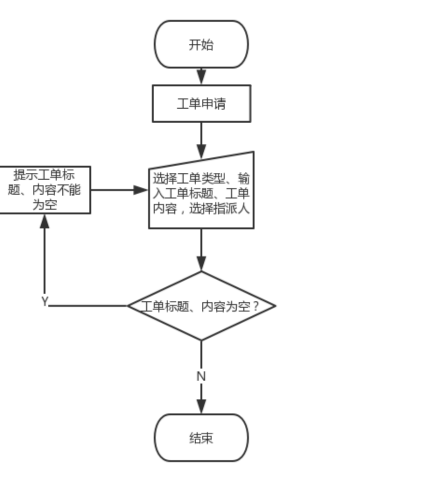 开始
工单申请
提示工单标
题、内容不能
为空
选择工单类型、输
入工单标题、工单
内容，选择指派人
工单标题、内容为空？
Y
N
结束